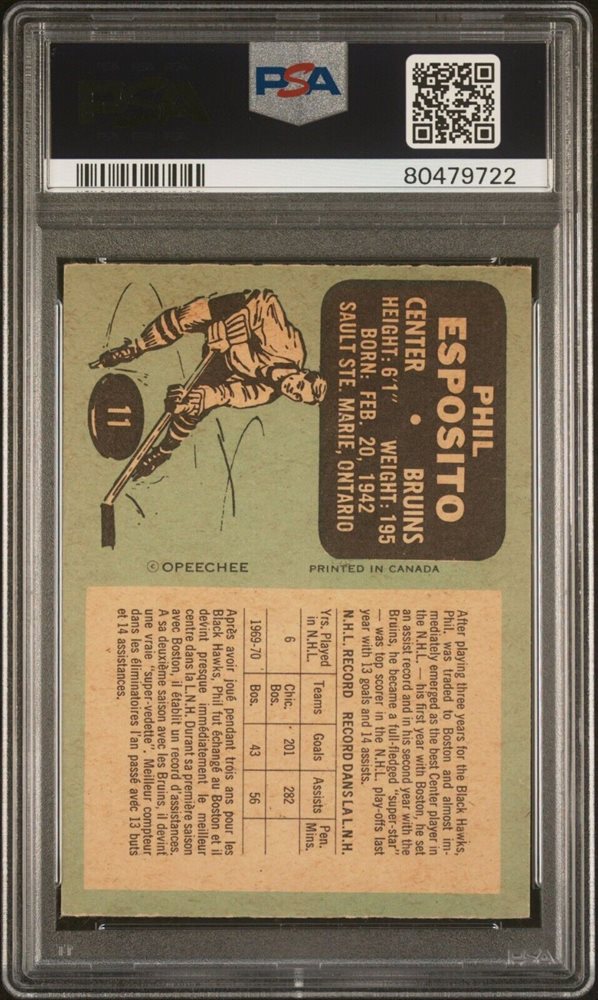 PSA
80479722
PHIL
ESPOSITO
CENTER • BRUINS
HEIGHT: 6'1" WEIGHT: 195
BORN: FEB. 20, 1942
SAULT STE. MARIE, ONTARIO
11
© OPEECHEE
PRINTED IN CANADA
After playing three years for the Black Hawks,
Phil. was traded to Boston and almost im-
mediately emerged as the best Center player in
the N.H.L. — his first year with Boston, he set
an assist record and in his second year with the
Bruins, he became a full-fledged "super-star"
— was top scorer in the N.H.L. play-offs last
year with 13 goals and 14 assists.
N.H.L. RECORD RECORD DANS LA L.N.H.
Yrs. Played in N.H.L. Teams Goals Assists Pen. Mins.
6 Chic. Bos. 201 282
1969-70 Bos. 43 56
Après avoir joué pendant trois ans pour les
Black Hawks, Phil fut échangé au Boston et il
devint presque immédiatement le meilleur
centre dans la L.N.H. Durant sa première saison
avec Boston, il établit un record d'assistances.
A sa deuxième saison avec les Bruins, il devint
une vraie "super-vedette". Meilleur compteur
dans les éliminatoires l'an passé avec 13 buts
et 14 assistances.
PSA